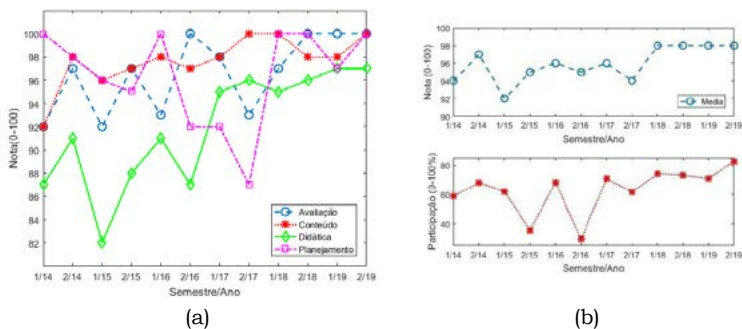 100
98
96
94
92
90
88
86
84
82
Nota(0-100)
1/14 2/14 1/15 2/15 1/16 2/16 1/17 2/17 1/18 2/18 1/19 2/19
Semestre/Ano
Avaliação
Conteúdo
Didática
Planejamento
(a)
100
98
96
94
92
90
Nota (0-100)
Media
1/14 2/14 1/15 2/15 1/16 2/16 1/17 2/17 1/18 2/18 1/19 2/19
Semestre/Ano
80
60
40
Participação (0-100%)
1/14 2/14 1/15 2/15 1/16 2/16 1/17 2/17 1/18 2/18 1/19 2/19
Semestre/Ano
(b)